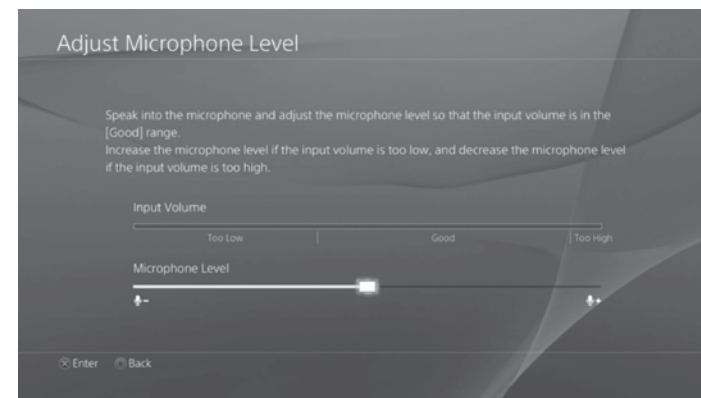 Adjust Microphone Level
Speak into the microphone and adjust the microphone level so that the input volume is in the
[Good] range.
Increase the microphone level if the input volume is too low, and decrease the microphone level
if the input volume is too high.
Input Volume
Too Low | Good | Too High
Microphone Level
− +
Enter Back